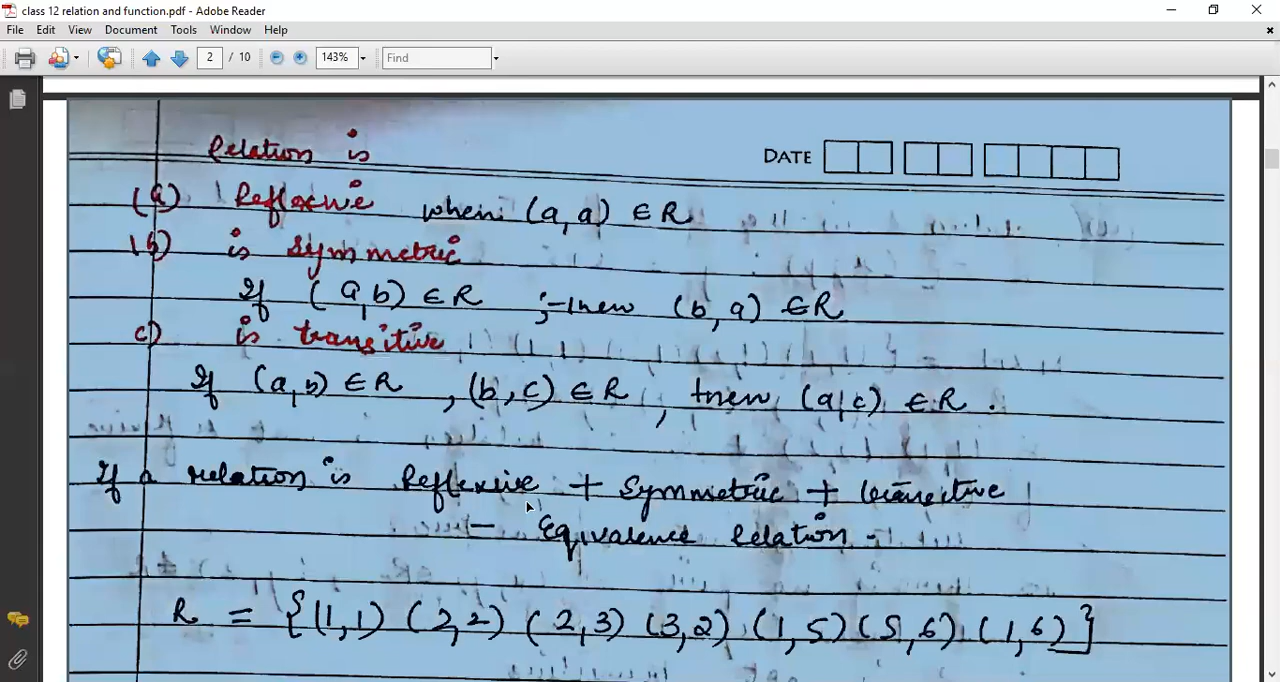 class 12 relation and function.pdf - Adobe Reader
File Edit View Document Tools Window Help
2 / 10 143% Find
Relation is
DATE
(a) Reflexive when (a,a) ∈ R
(b) is symmetric
If (a,b) ∈ R ; then (b,a) ∈ R
c) is transitive
If (a,b) ∈ R , (b,c) ∈ R , then (a,c) ∈ R .
If a relation is Reflexive + Symmetric + transitive
- Equivalence relation -
R = {(1,1) (2,2) (2,3) (3,2) (1,5) (5,6) (1,6)}